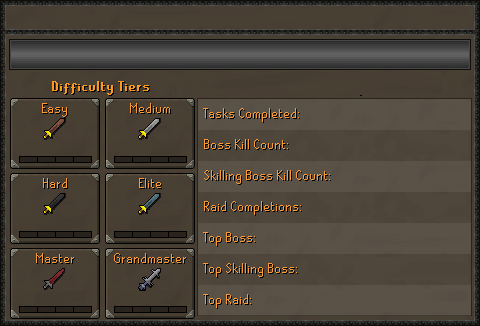 Difficulty Tiers
Easy
Medium
Hard
Elite
Master
Grandmaster
Tasks Completed:
Boss Kill Count:
Skilling Boss Kill Count:
Raid Completions:
Top Boss:
Top Skilling Boss:
Top Raid: